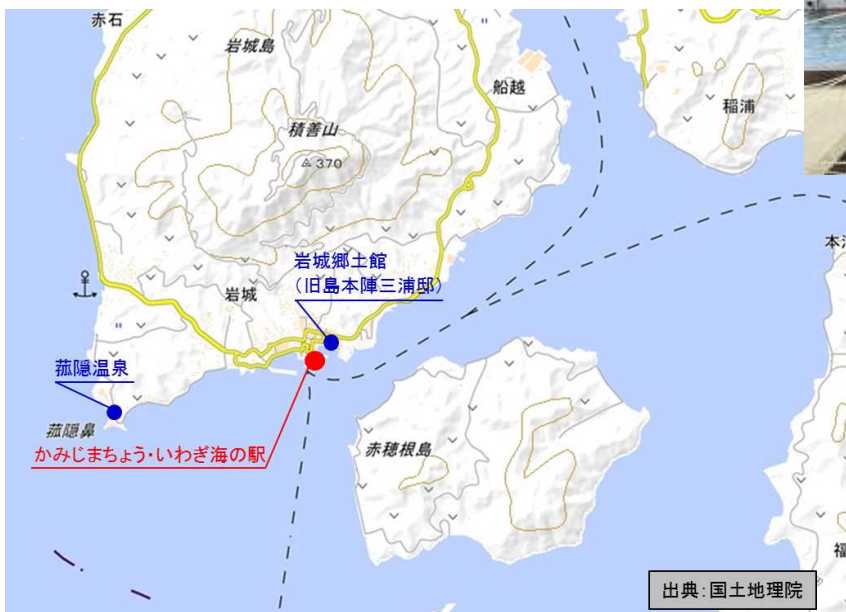 赤石
岩城島
船越
稲浦
積善山
370
岩城郷土館
（旧島本陣三浦邸）
岩城
菰隠温泉
菰隠鼻
かみじまちょう・いわぎ海の駅
赤穂根島
出典：国土地理院